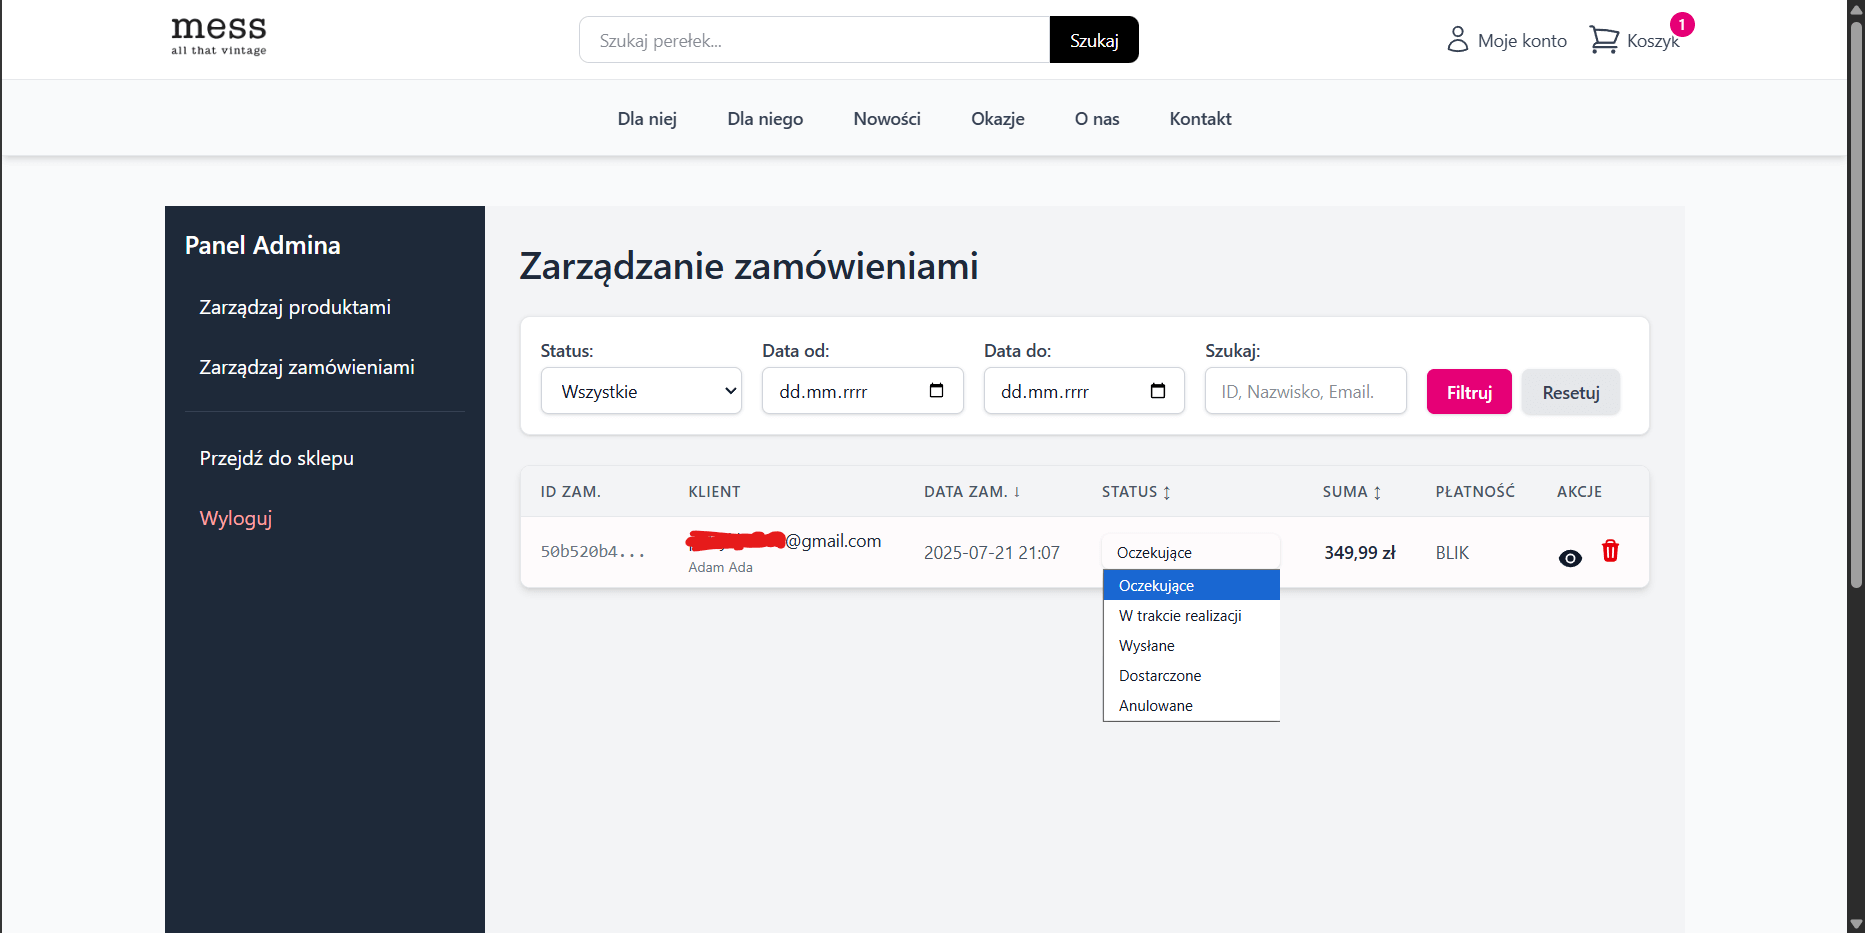 mess
all that vintage
Szukaj perełek...
Szukaj
Moje konto
Koszyk
1
Dla niej
Dla niego
Nowości
Okazje
O nas
Kontakt
Panel Admina
Zarządzaj produktami
Zarządzaj zamówieniami
Przejdź do sklepu
Wyloguj
Zarządzanie zamówieniami
Status:
Data od:
Data do:
Szukaj:
Wszystkie
dd.mm.rrrr
dd.mm.rrrr
ID, Nazwisko, Email.
Filtruj
Resetuj
ID ZAM.
KLIENT
DATA ZAM. ↓
STATUS ↕
SUMA ↕
PŁATNOŚĆ
AKCJE
50b520b4...
@gmail.com
Adam Ada
2025-07-21 21:07
Oczekujące
349,99 zł
BLIK
Oczekujące
W trakcie realizacji
Wysłane
Dostarczone
Anulowane